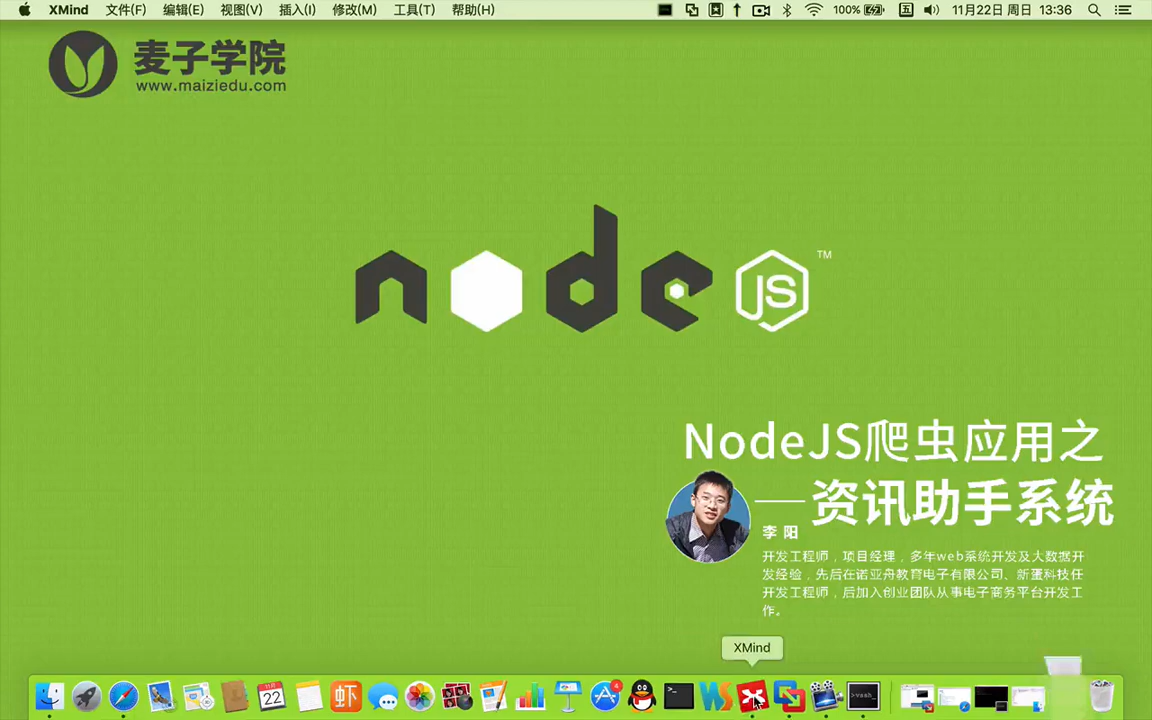 XMind 文件(F) 编辑(E) 视图(V) 插入(I) 修改(M) 工具(T) 帮助(H) 100% 五 11月22日 周日 13:36
麦子学院
www.maiziedu.com
node JS TM
NodeJS爬虫应用之
——资讯助手系统
李 阳
开发工程师，项目经理，多年web系统开发及大数据开
发经验，先后在诺亚舟教育电子有限公司、新蛋科技任
开发工程师，后加入创业团队从事电子商务平台开发工
作。
XMind
22 虾 4 WS